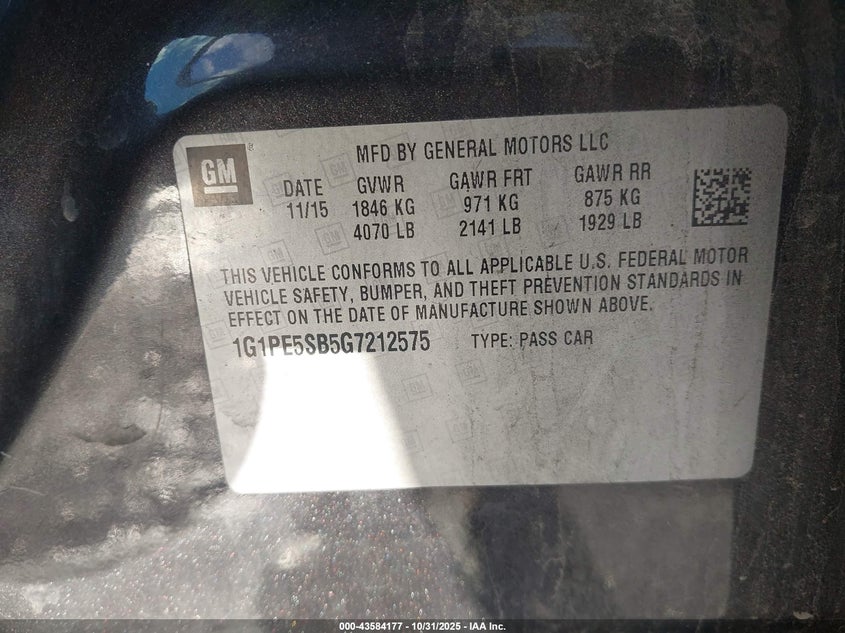 GM
MFD BY GENERAL MOTORS LLC
DATE GVWR GAWR FRT GAWR RR
11/15 1846 KG 971 KG 875 KG
4070 LB 2141 LB 1929 LB
THIS VEHICLE CONFORMS TO ALL APPLICABLE U.S. FEDERAL MOTOR
VEHICLE SAFETY, BUMPER, AND THEFT PREVENTION STANDARDS IN
EFFECT ON THE DATE OF MANUFACTURE SHOWN ABOVE.
1G1PE5SB5G7212575 TYPE: PASS CAR
000-43584177 - 10/31/2025 - IAA Inc.